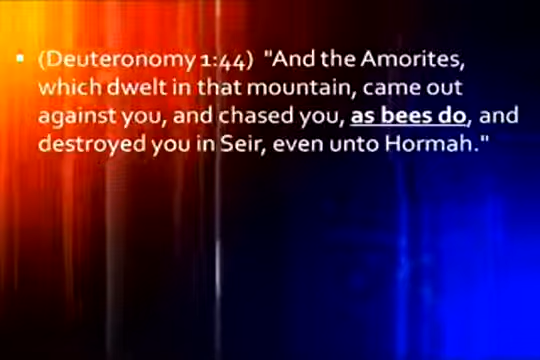 ▪ (Deuteronomy 1:44) "And the Amorites,
which dwelt in that mountain, came out
against you, and chased you, as bees do, and
destroyed you in Seir, even unto Hormah."